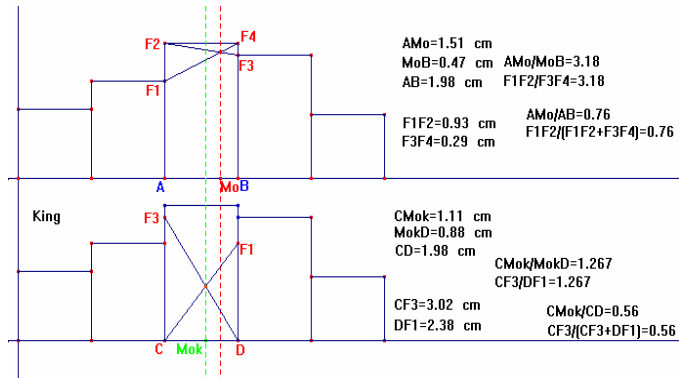 F2
F4
F3
F1
A
Mo
B
AMo=1.51 cm
MoB=0.47 cm
AMo/MoB=3.18
AB=1.98 cm
F1F2/F3F4=3.18
AMo/AB=0.76
F1F2=0.93 cm
F1F2/(F1F2+F3F4)=0.76
F3F4=0.29 cm
King
F3
F1
C
Mok
D
CMok=1.11 cm
MokD=0.88 cm
CD=1.98 cm
CMok/MokD=1.267
CF3/DF1=1.267
CF3=3.02 cm
CMok/CD=0.56
DF1=2.38 cm
CF3/(CF3+DF1)=0.56